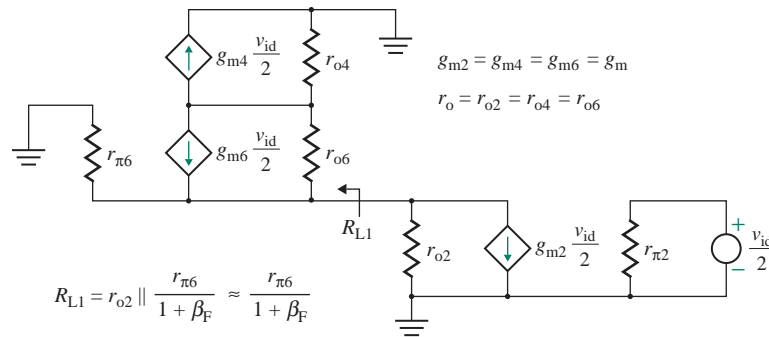 g_m4 v_id/2
r_o4
g_m2 = g_m4 = g_m6 = g_m
r_o = r_o2 = r_o4 = r_o6
r_π6
g_m6 v_id/2
r_o6
R_L1
r_o2
g_m2 v_id/2
r_π2
+
−
v_id/2
R_L1 = r_o2 || r_π6/(1 + β_F) ≈ r_π6/(1 + β_F)